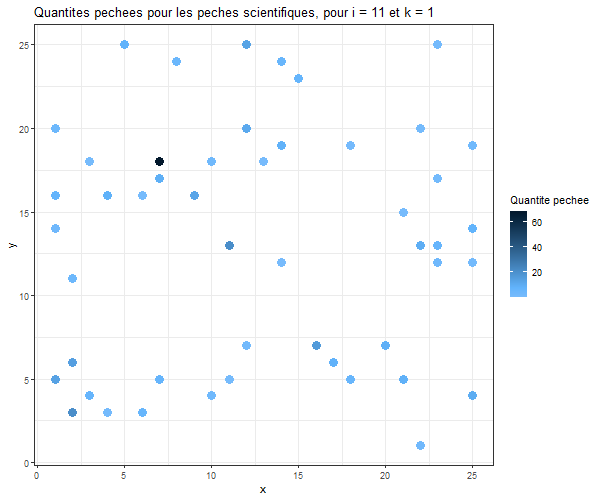 Quantites pechees pour les peches scientifiques, pour i = 11 et k = 1
25
20
15
10
5
0
y
0 5 10 15 20 25
x
Quantite pechee
60
40
20